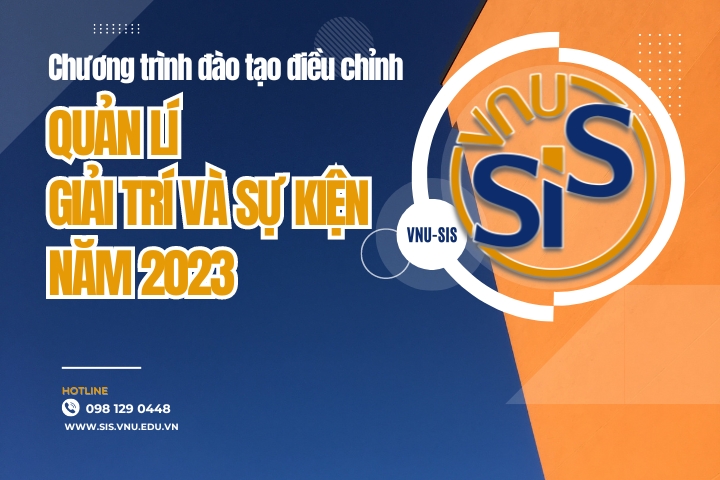 Chương trình đào tạo điều chỉnh
QUẢN LÍ
GIẢI TRÍ VÀ SỰ KIỆN
NĂM 2023
VNU
SiS
VNU-SIS
HOTLINE
098 129 0448
WWW.SIS.VNU.EDU.VN